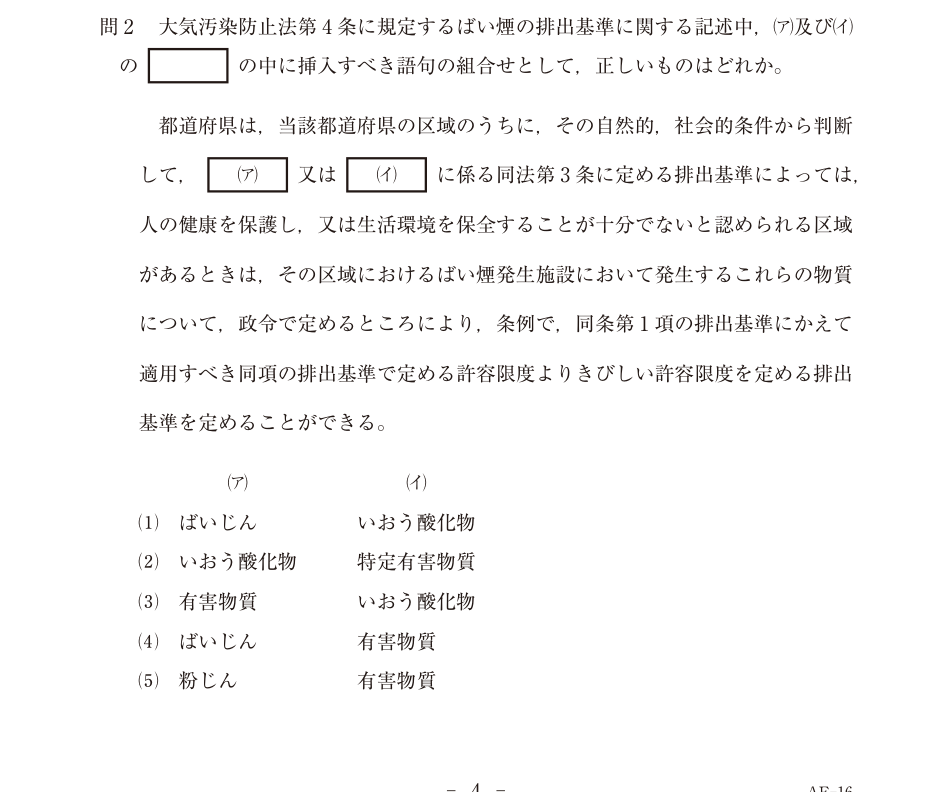 問2 大気汚染防止法第4条に規定するばい煙の排出基準に関する記述中，㋐及び㋑
の　　　　の中に挿入すべき語句の組合せとして，正しいものはどれか。
都道府県は，当該都道府県の区域のうちに，その自然的，社会的条件から判断
して，(ア) 又は (イ) に係る同法第3条に定める排出基準によっては，
人の健康を保護し，又は生活環境を保全することが十分でないと認められる区域
があるときは，その区域におけるばい煙発生施設において発生するこれらの物質
について，政令で定めるところにより，条例で，同条第1項の排出基準にかえて
適用すべき同項の排出基準で定める許容限度よりきびしい許容限度を定める排出
基準を定めることができる。
(ア) (イ)
(1) ばいじん いおう酸化物
(2) いおう酸化物 特定有害物質
(3) 有害物質 いおう酸化物
(4) ばいじん 有害物質
(5) 粉じん 有害物質
－ 4 －